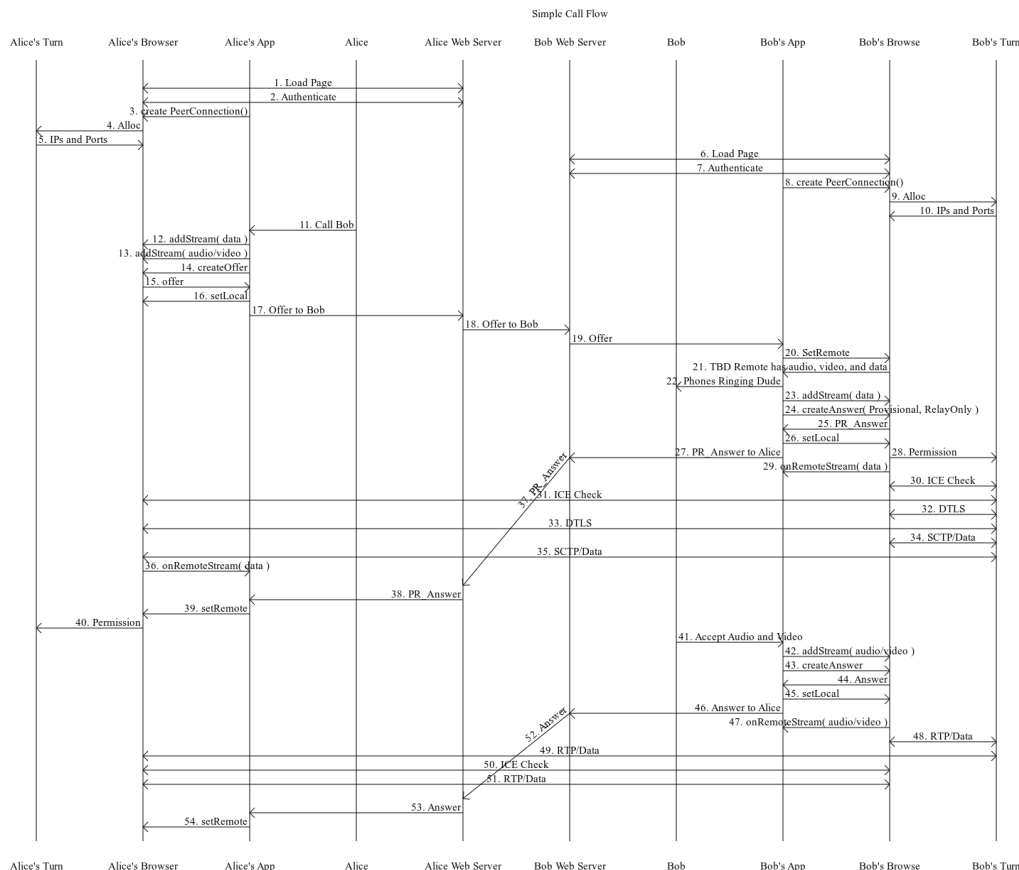 Simple Call Flow
Alice's Turn Alice's Browser Alice's App Alice Alice Web Server Bob Web Server Bob Bob's App Bob's Browse Bob's Turn
1. Load Page
2. Authenticate
3. create PeerConnection()
4. Alloc
5. IPs and Ports
6. Load Page
7. Authenticate
8. create PeerConnection()
9. Alloc
10. IPs and Ports
11. Call Bob
12. addStream( data )
13. addStream( audio/video )
14. createOffer
15. offer
16. setLocal
17. Offer to Bob
18. Offer to Bob
19. Offer
20. SetRemote
21. TBD Remote has audio, video, and data
22. Phones Ringing Dude
23. addStream( data )
24. createAnswer( Provisional, RelayOnly )
25. PR_Answer
26. setLocal
27. PR_Answer to Alice
28. Permission
29. onRemoteStream( data )
30. ICE Check
31. ICE Check
32. DTLS
33. DTLS
34. SCTP/Data
35. SCTP/Data
36. onRemoteStream( data )
37. PR_Answer
38. PR_Answer
39. setRemote
40. Permission
41. Accept Audio and Video
42. addStream( audio/video )
43. createAnswer
44. Answer
45. setLocal
46. Answer to Alice
47. onRemoteStream( audio/video )
48. RTP/Data
49. RTP/Data
50. ICE Check
51. RTP/Data
52. Answer
53. Answer
54. setRemote
Alice's Turn Alice's Browser Alice's App Alice Alice Web Server Bob Web Server Bob Bob's App Bob's Browse Bob's Turn